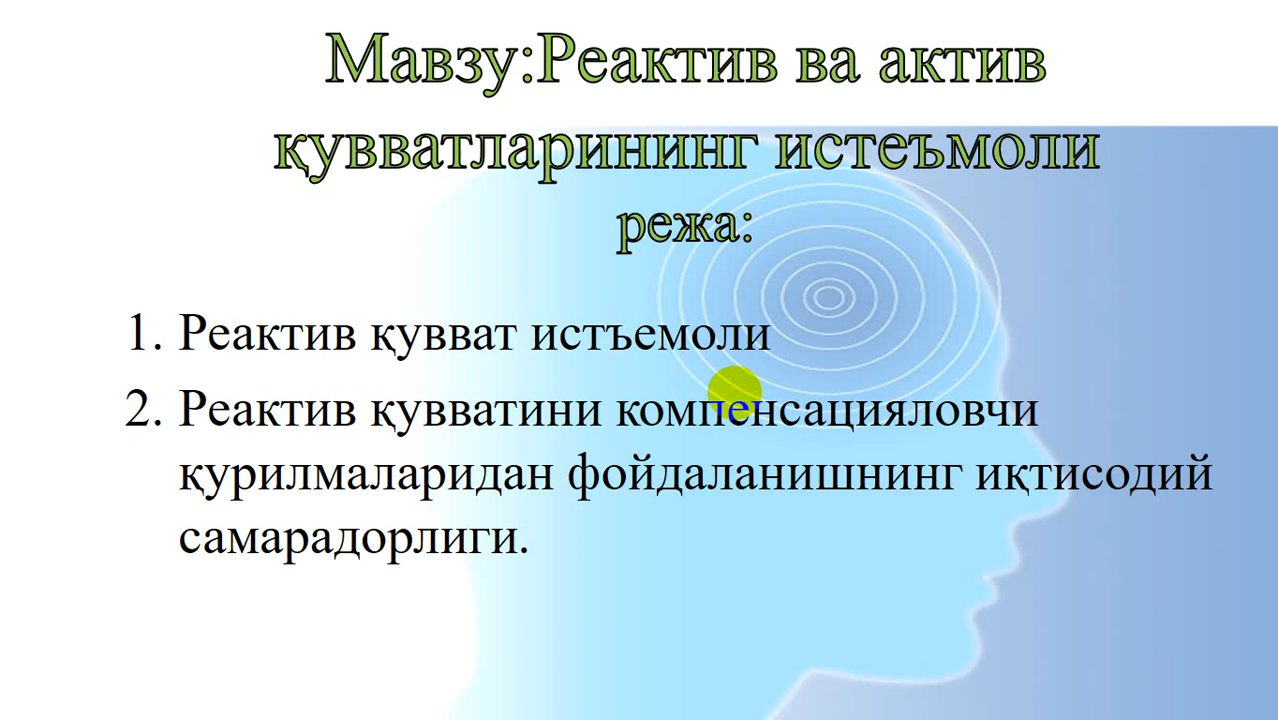 Мавзу:Реактив ва актив
қувватларининг истеъмоли
режа:
1. Реактив қувват истъемоли
2. Реактив қувватини компенсацияловчи
қурилмаларидан фойдаланишнинг иқтисодий
самарадорлиги.